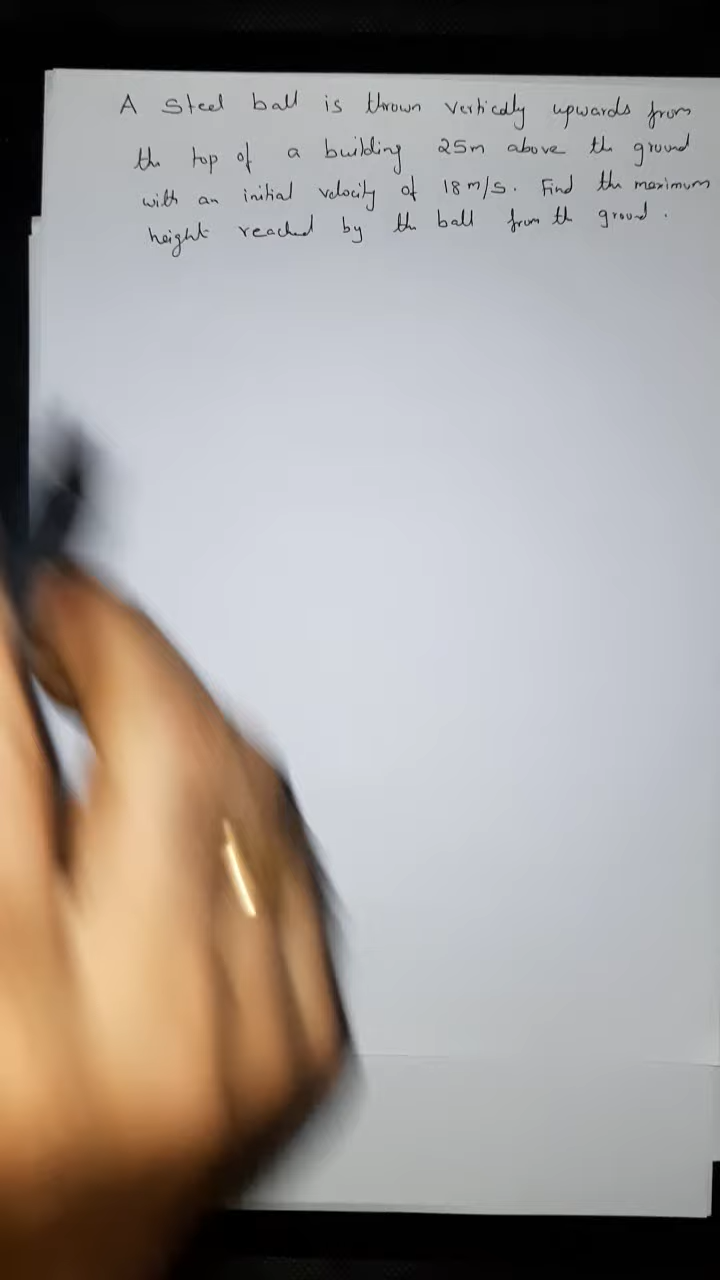 A steel ball is thrown vertically upwards from
the top of a building 25m above the ground
with an initial velocity of 18 m/s. Find the maximum
height reached by the ball from the ground.